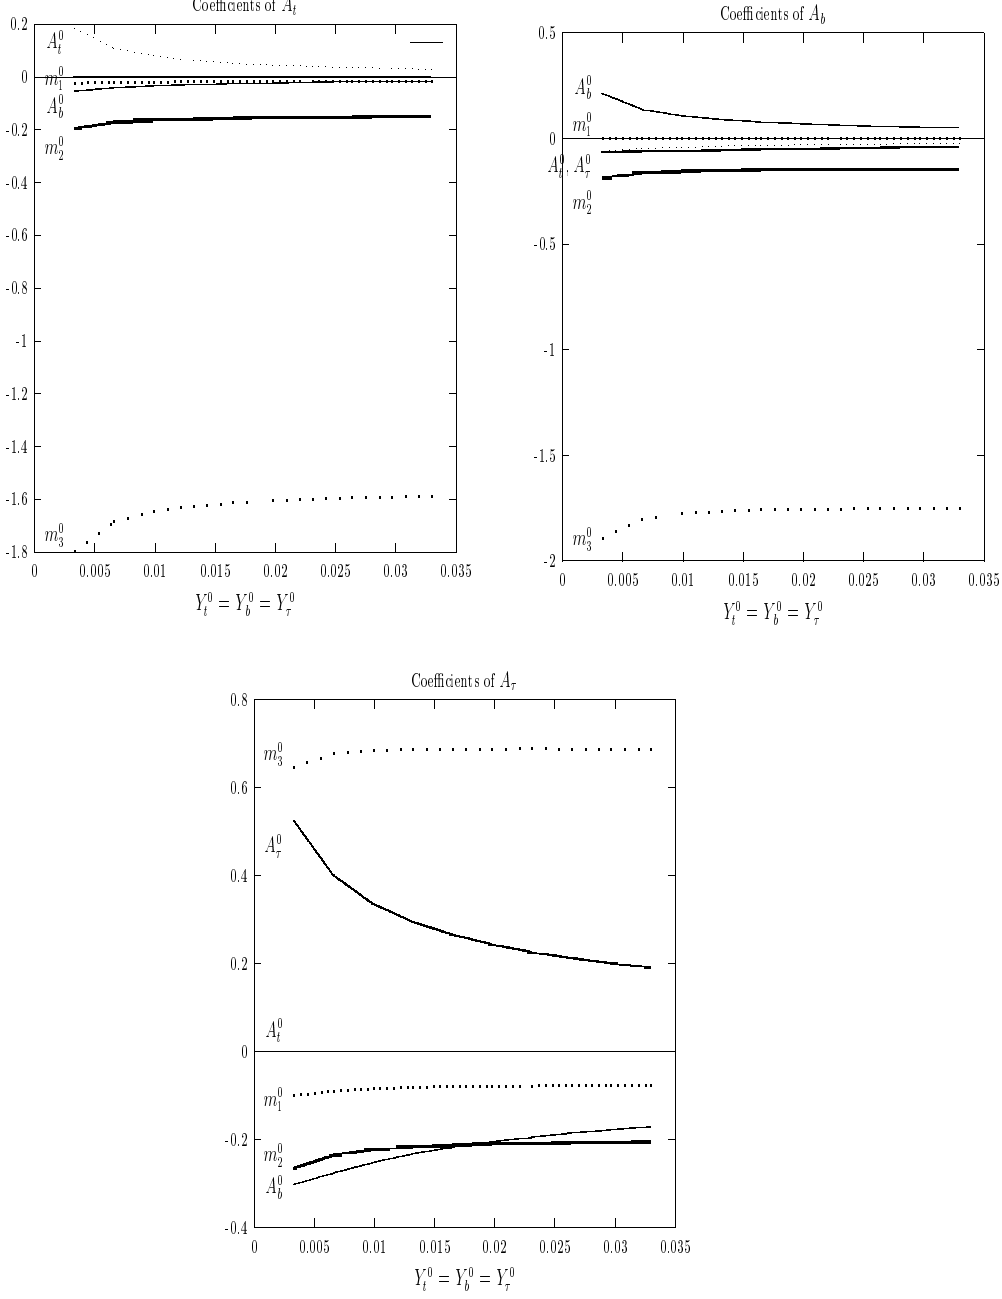 Coefficients of A_t
0.2
0
-0.2
-0.4
-0.6
-0.8
-1
-1.2
-1.4
-1.6
-1.8
A_t^0
m_1^0
A_b^0
m_2^0
m_3^0
0 0.005 0.01 0.015 0.02 0.025 0.03 0.035
Y_t^0 = Y_b^0 = Y_τ^0
Coefficients of A_b
0.5
0
-0.5
-1
-1.5
-2
A_b^0
m_1^0
A_t^0, A_τ^0
m_2^0
m_3^0
0 0.005 0.01 0.015 0.02 0.025 0.03 0.035
Y_t^0 = Y_b^0 = Y_τ^0
Coefficients of A_τ
0.8
0.6
0.4
0.2
0
-0.2
-0.4
m_3^0
A_τ^0
A_t^0
m_1^0
m_2^0
A_b^0
0 0.005 0.01 0.015 0.02 0.025 0.03 0.035
Y_t^0 = Y_b^0 = Y_τ^0